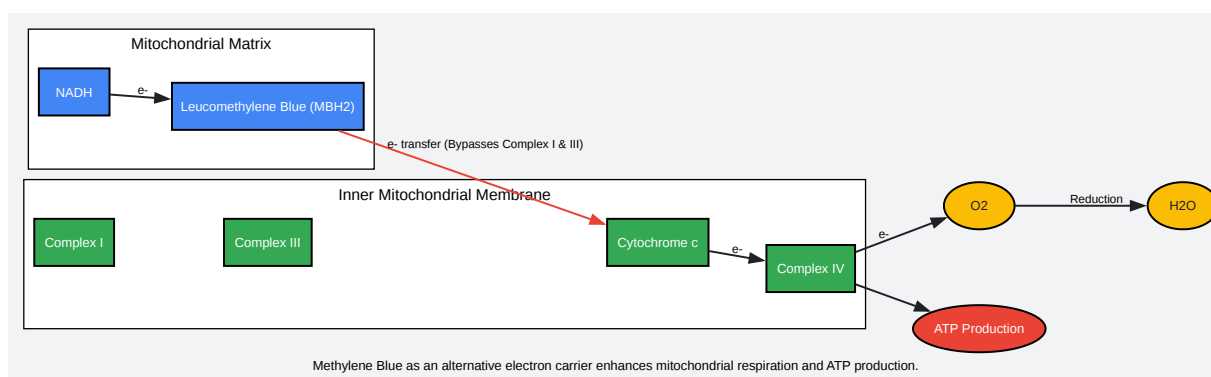 Mitochondrial Matrix
NADH
e-
Leucomethylene Blue (MBH2)
e- transfer (Bypasses Complex I & III)
Inner Mitochondrial Membrane
Complex I
Complex III
Cytochrome c
e-
Complex IV
e-
O2
Reduction
H2O
ATP Production
Methylene Blue as an alternative electron carrier enhances mitochondrial respiration and ATP production.